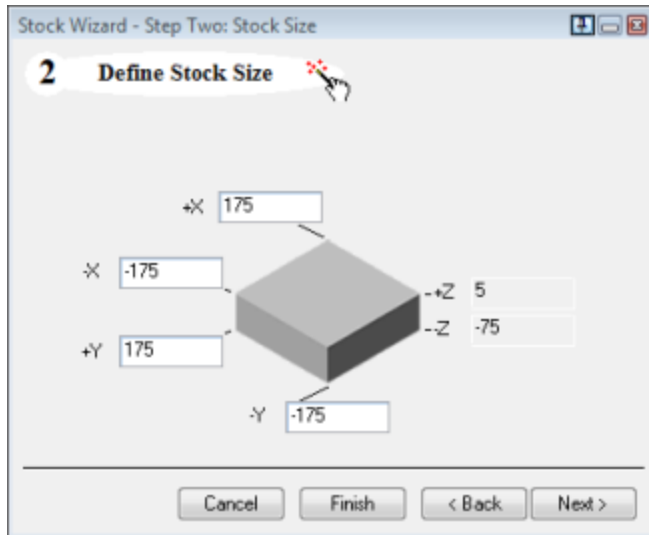 Stock Wizard - Step Two: Stock Size
2 Define Stock Size
+X 175
-X -175
+Z 5
-Z -75
+Y 175
-Y -175
Cancel Finish < Back Next >